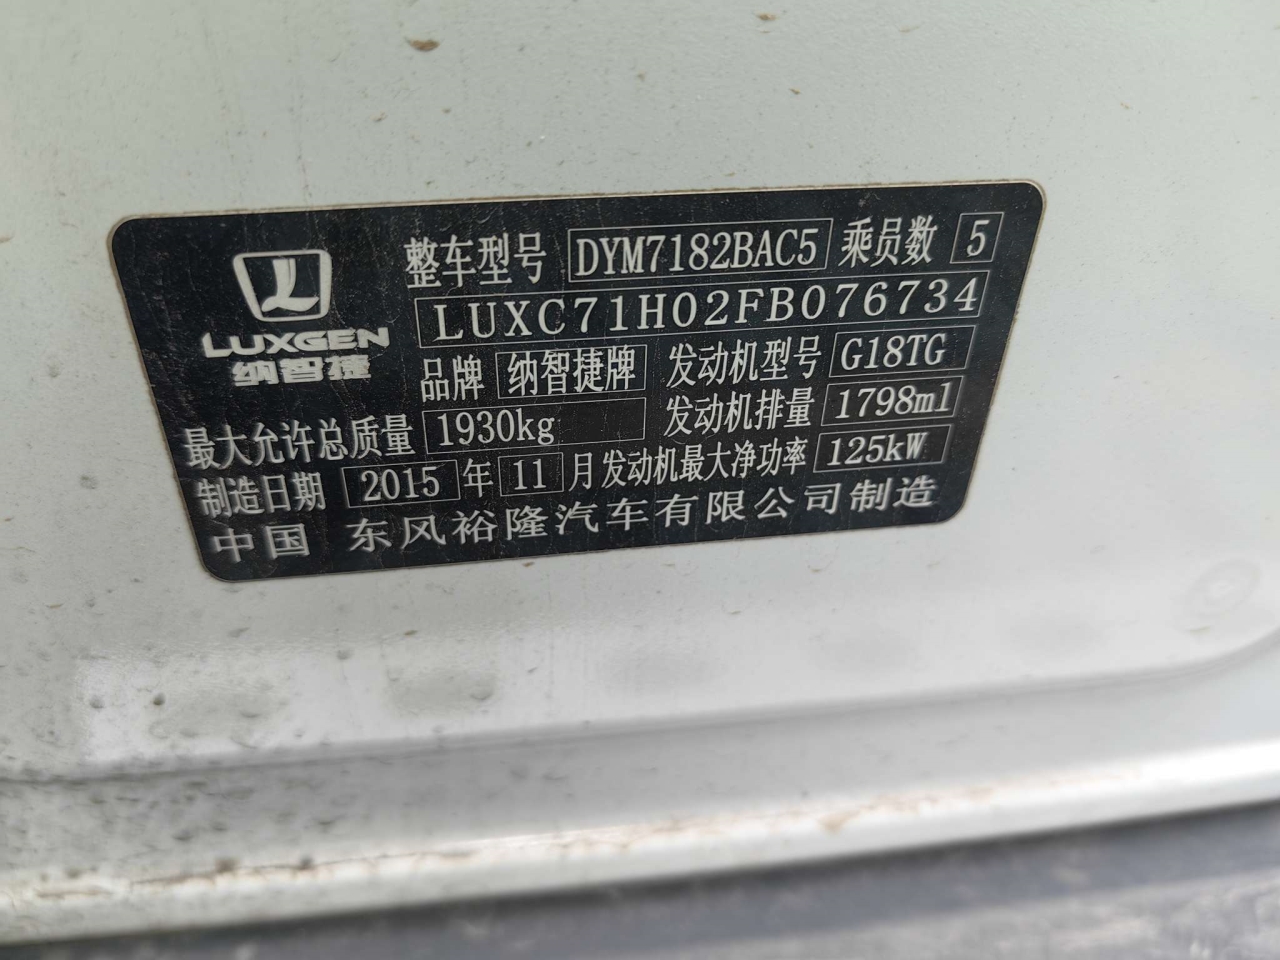 LUXGEN
纳智捷
整车型号 DYM7182BAC5 乘员数 5
LUXC71H02FB076734
品牌 纳智捷牌 发动机型号 G18TG
最大允许总质量 1930kg 发动机排量 1798ml
制造日期 2015 年 11 月 发动机最大净功率 125kW
中国 东风裕隆汽车有限公司制造